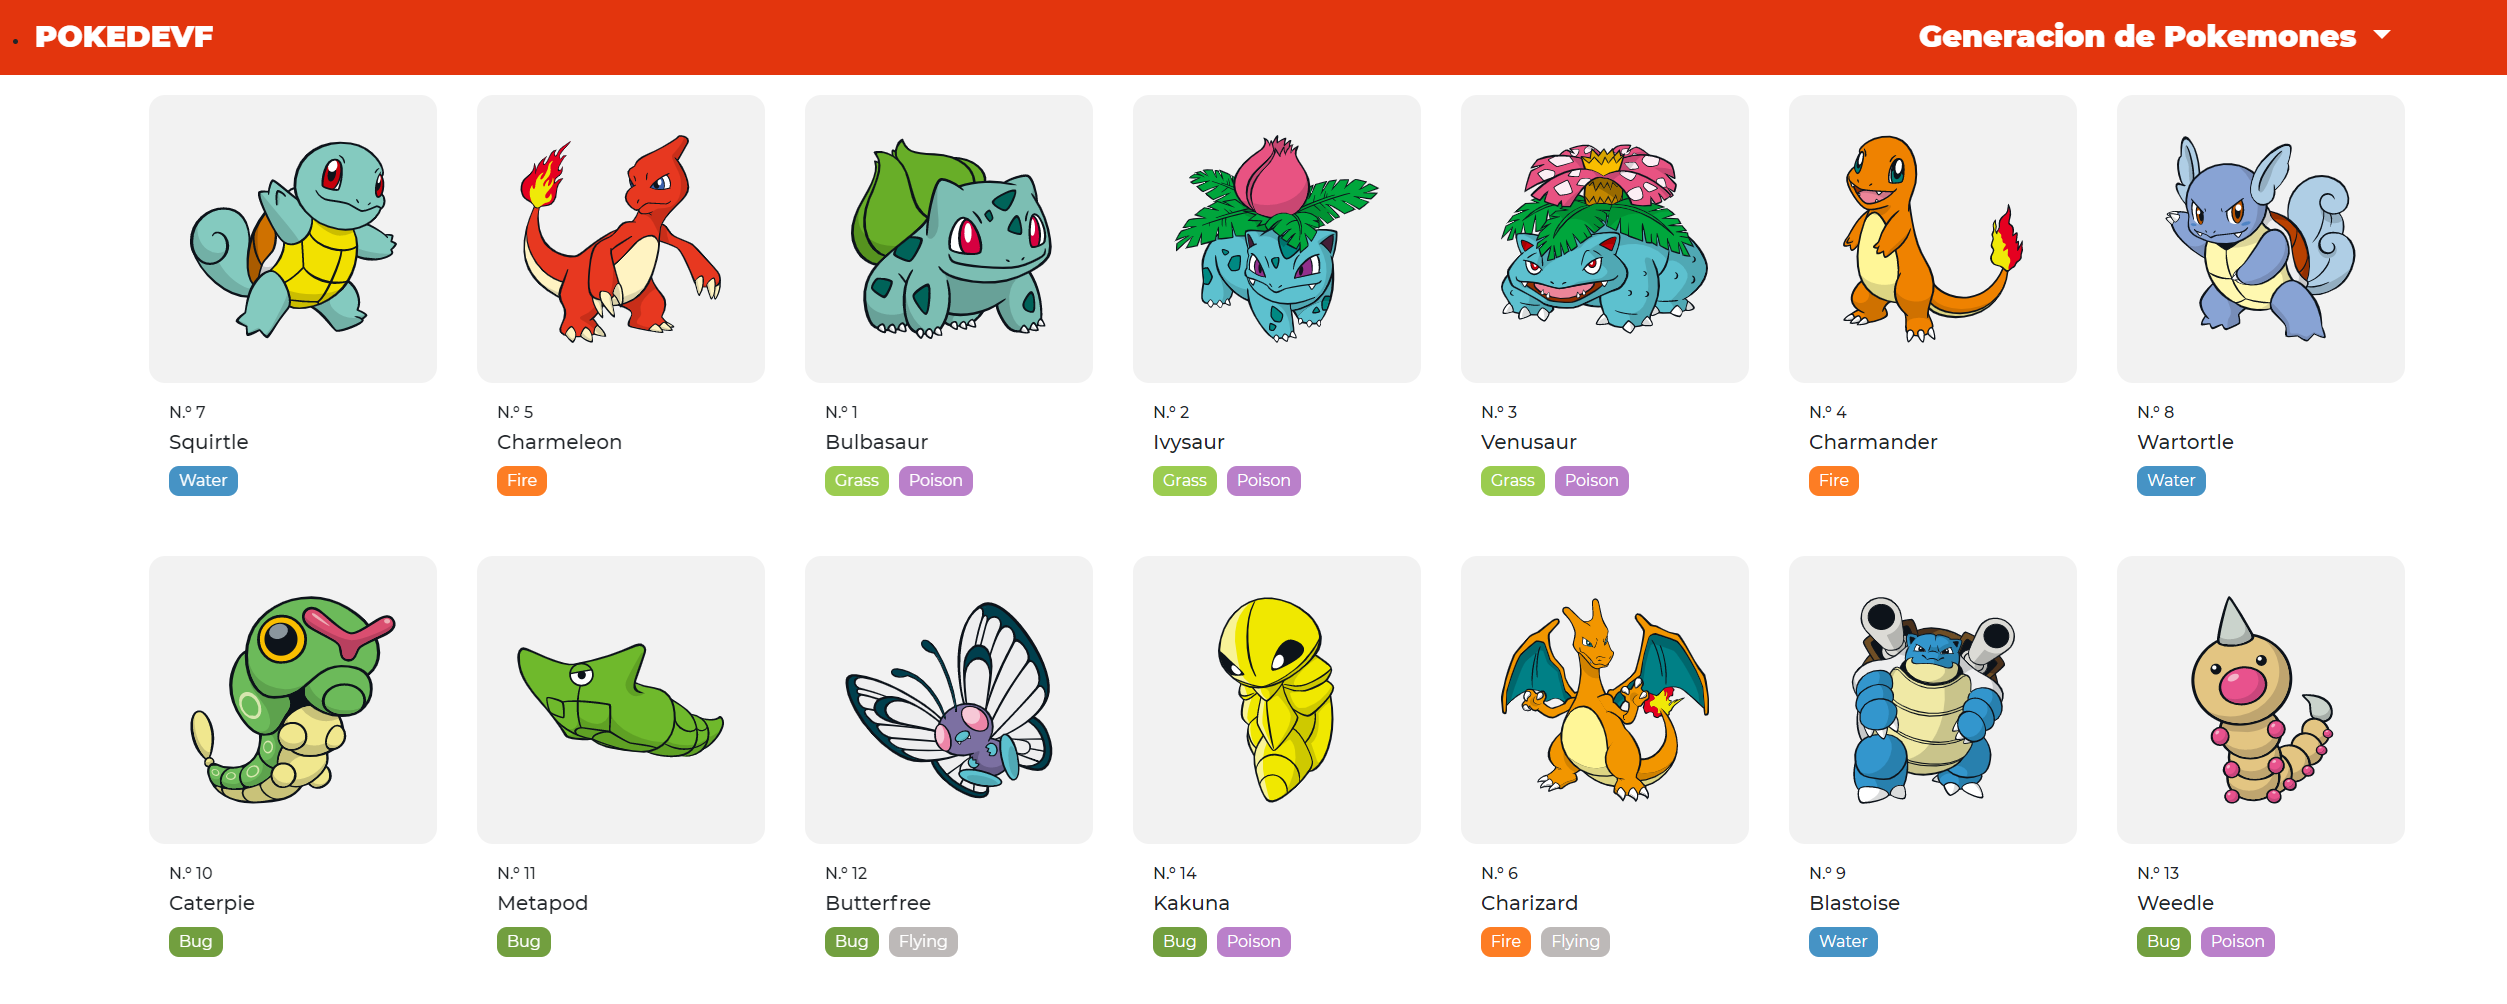 POKEDEVF
Generacion de Pokemones
N.º 7
Squirtle
Water
N.º 5
Charmeleon
Fire
N.º 1
Bulbasaur
Grass Poison
N.º 2
Ivysaur
Grass Poison
N.º 3
Venusaur
Grass Poison
N.º 4
Charmander
Fire
N.º 8
Wartortle
Water
N.º 10
Caterpie
Bug
N.º 11
Metapod
Bug
N.º 12
Butterfree
Bug Flying
N.º 14
Kakuna
Bug Poison
N.º 6
Charizard
Fire Flying
N.º 9
Blastoise
Water
N.º 13
Weedle
Bug Poison